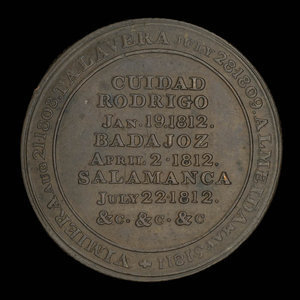 VIMIERA AUG. 21. 1808. TALAVERA JULY 28. 1809. ALMEIDA MAY 5. 1811
CUIDAD
RODRIGO
JAN. 19. 1812.
BADAJOZ
APRIL 2 · 1812.
SALAMANCA
JULY 22 · 1812.
&C. &C. &C